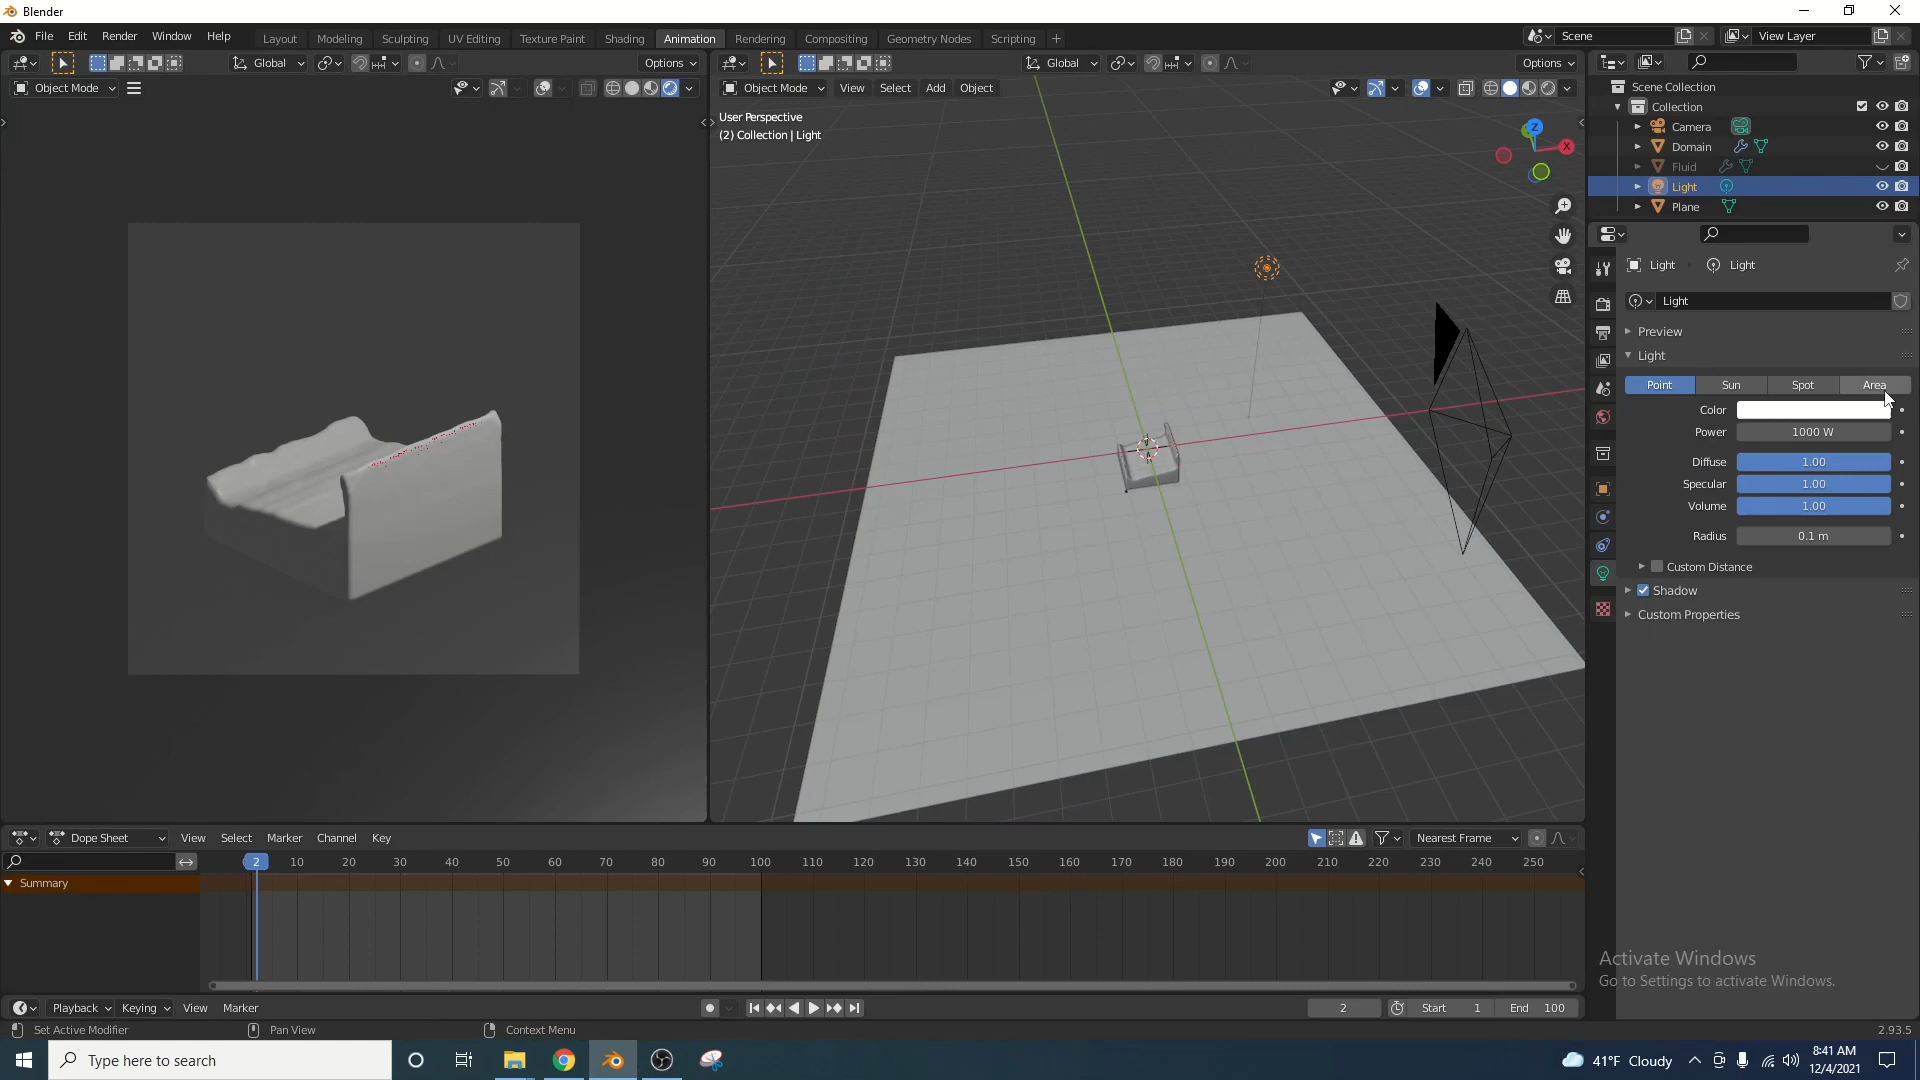 Blender
File Edit Render Window Help
Layout Modeling Sculpting UV Editing Texture Paint Shading Animation Rendering Compositing Geometry Nodes Scripting +
Scene
View Layer
Global
Options
Global
Options
Object Mode
Object Mode View Select Add Object
User Perspective
(2) Collection | Light
Z
X
Scene Collection
Collection
Camera
Domain
Fluid
Light
Plane
Light
Light
Light
Preview
Light
Point Sun Spot Area
Color
Power 1000 W
Diffuse 1.00
Specular 1.00
Volume 1.00
Radius 0.1 m
Custom Distance
Shadow
Custom Properties
Dope Sheet View Select Marker Channel Key
Nearest Frame
2 10 20 30 40 50 60 70 80 90 100 110 120 130 140 150 160 170 180 190 200 210 220 230 240 250
Summary
Playback Keying View Marker
2
Start 1
End 100
Set Active Modifier
Pan View
Context Menu
2.93.5
Activate Windows
Go to Settings to activate Windows.
Type here to search
41°F Cloudy
8:41 AM
12/4/2021